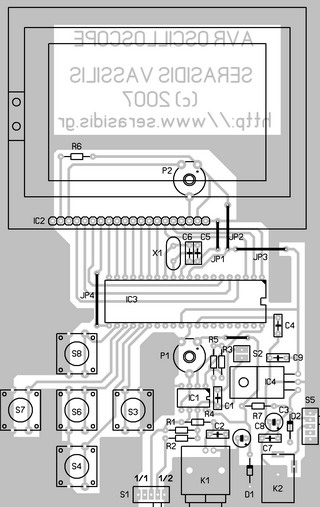 AVR OSCILLOSCOPE
SERASIDIS VASSILIS
(c) 2007
http://www.serasidis.gr
R6
P2
IC2
C6 C5
JP2
X1
JP1
JP3
JP4
IC3
C4
R5
P1
R3
S2
C9
S8
IC4
S7
S6
S3
IC1
C1
R4
R7
C3
D2
S5
R1
C2
C8
R2
C7
S4
1/1 1/2
S1
K1
D1
K2